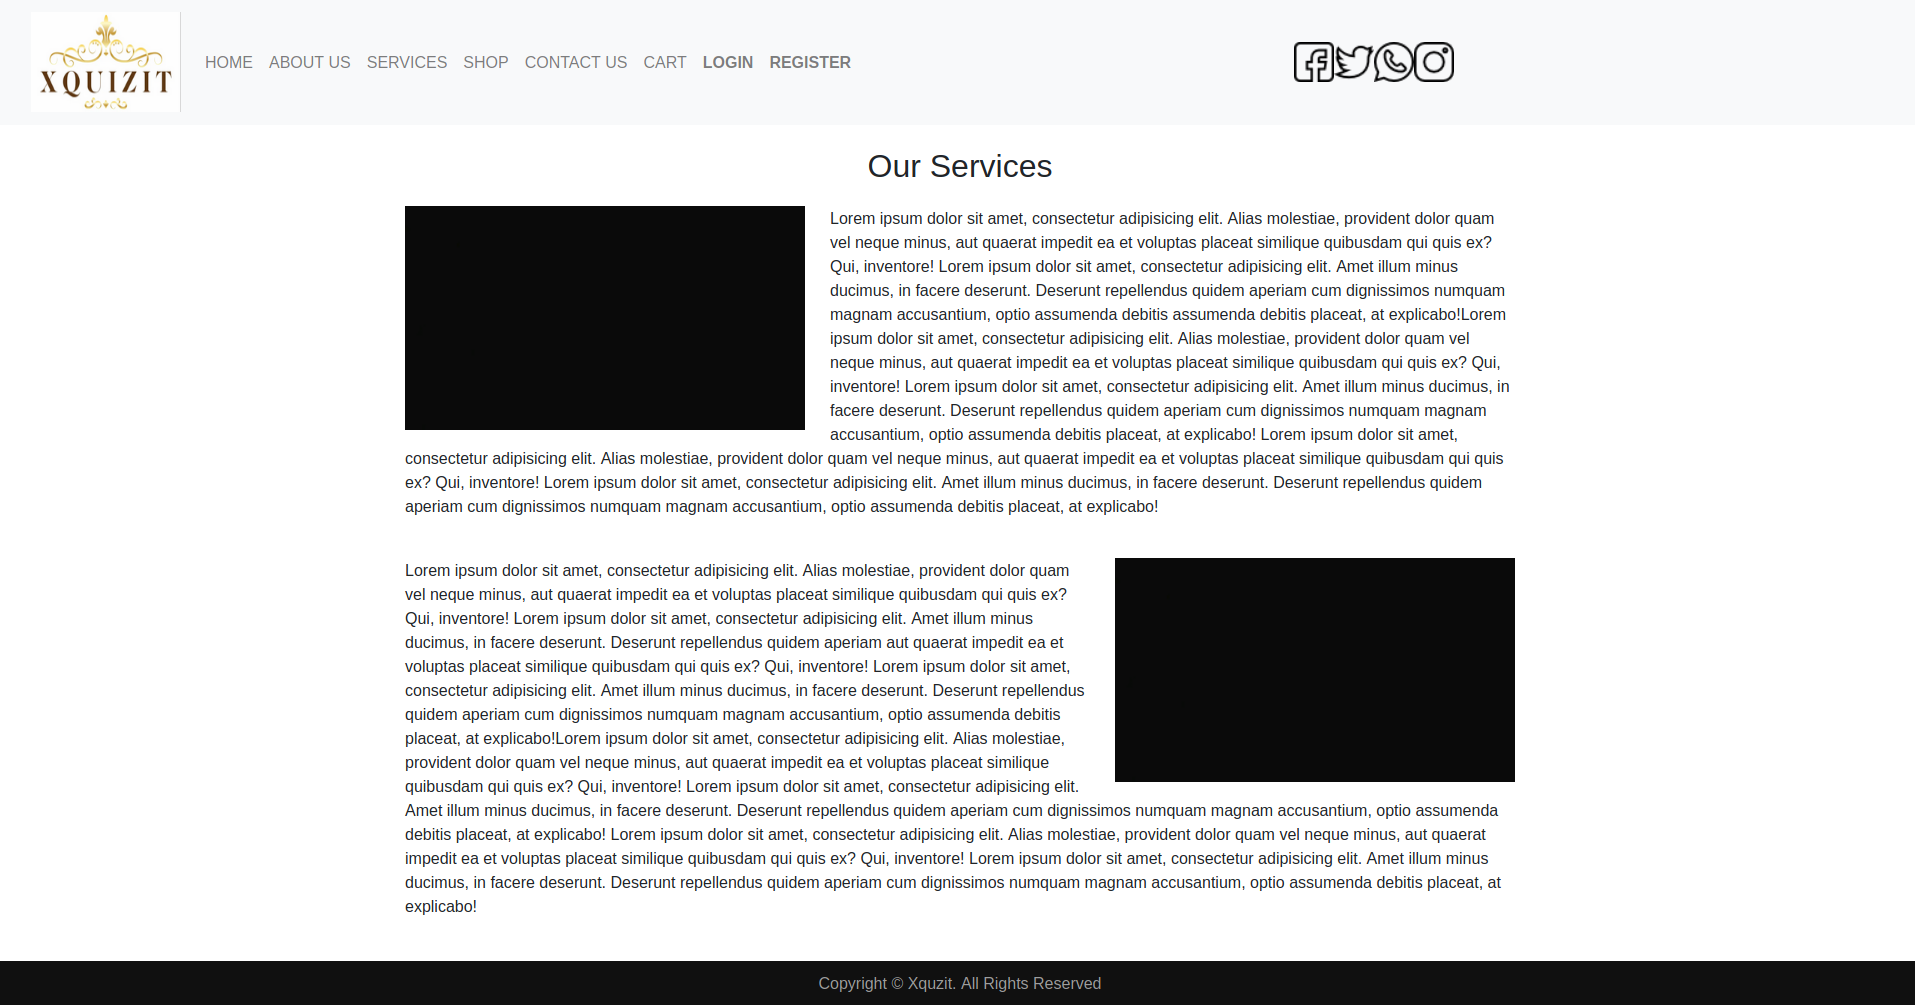 XQUIZIT
HOME ABOUT US SERVICES SHOP CONTACT US CART LOGIN REGISTER
Our Services
Lorem ipsum dolor sit amet, consectetur adipisicing elit. Alias molestiae, provident dolor quam
vel neque minus, aut quaerat impedit ea et voluptas placeat similique quibusdam qui quis ex?
Qui, inventore! Lorem ipsum dolor sit amet, consectetur adipisicing elit. Amet illum minus
ducimus, in facere deserunt. Deserunt repellendus quidem aperiam cum dignissimos numquam
magnam accusantium, optio assumenda debitis assumenda debitis placeat, at explicabo!Lorem
ipsum dolor sit amet, consectetur adipisicing elit. Alias molestiae, provident dolor quam vel
neque minus, aut quaerat impedit ea et voluptas placeat similique quibusdam qui quis ex? Qui,
inventore! Lorem ipsum dolor sit amet, consectetur adipisicing elit. Amet illum minus ducimus, in
facere deserunt. Deserunt repellendus quidem aperiam cum dignissimos numquam magnam
accusantium, optio assumenda debitis placeat, at explicabo! Lorem ipsum dolor sit amet,
consectetur adipisicing elit. Alias molestiae, provident dolor quam vel neque minus, aut quaerat impedit ea et voluptas placeat similique quibusdam qui quis
ex? Qui, inventore! Lorem ipsum dolor sit amet, consectetur adipisicing elit. Amet illum minus ducimus, in facere deserunt. Deserunt repellendus quidem
aperiam cum dignissimos numquam magnam accusantium, optio assumenda debitis placeat, at explicabo!
Lorem ipsum dolor sit amet, consectetur adipisicing elit. Alias molestiae, provident dolor quam
vel neque minus, aut quaerat impedit ea et voluptas placeat similique quibusdam qui quis ex?
Qui, inventore! Lorem ipsum dolor sit amet, consectetur adipisicing elit. Amet illum minus
ducimus, in facere deserunt. Deserunt repellendus quidem aperiam aut quaerat impedit ea et
voluptas placeat similique quibusdam qui quis ex? Qui, inventore! Lorem ipsum dolor sit amet,
consectetur adipisicing elit. Amet illum minus ducimus, in facere deserunt. Deserunt repellendus
quidem aperiam cum dignissimos numquam magnam accusantium, optio assumenda debitis
placeat, at explicabo!Lorem ipsum dolor sit amet, consectetur adipisicing elit. Alias molestiae,
provident dolor quam vel neque minus, aut quaerat impedit ea et voluptas placeat similique
quibusdam qui quis ex? Qui, inventore! Lorem ipsum dolor sit amet, consectetur adipisicing elit.
Amet illum minus ducimus, in facere deserunt. Deserunt repellendus quidem aperiam cum dignissimos numquam magnam accusantium, optio assumenda
debitis placeat, at explicabo! Lorem ipsum dolor sit amet, consectetur adipisicing elit. Alias molestiae, provident dolor quam vel neque minus, aut quaerat
impedit ea et voluptas placeat similique quibusdam qui quis ex? Qui, inventore! Lorem ipsum dolor sit amet, consectetur adipisicing elit. Amet illum minus
ducimus, in facere deserunt. Deserunt repellendus quidem aperiam cum dignissimos numquam magnam accusantium, optio assumenda debitis placeat, at
explicabo!
Copyright © Xquzit. All Rights Reserved